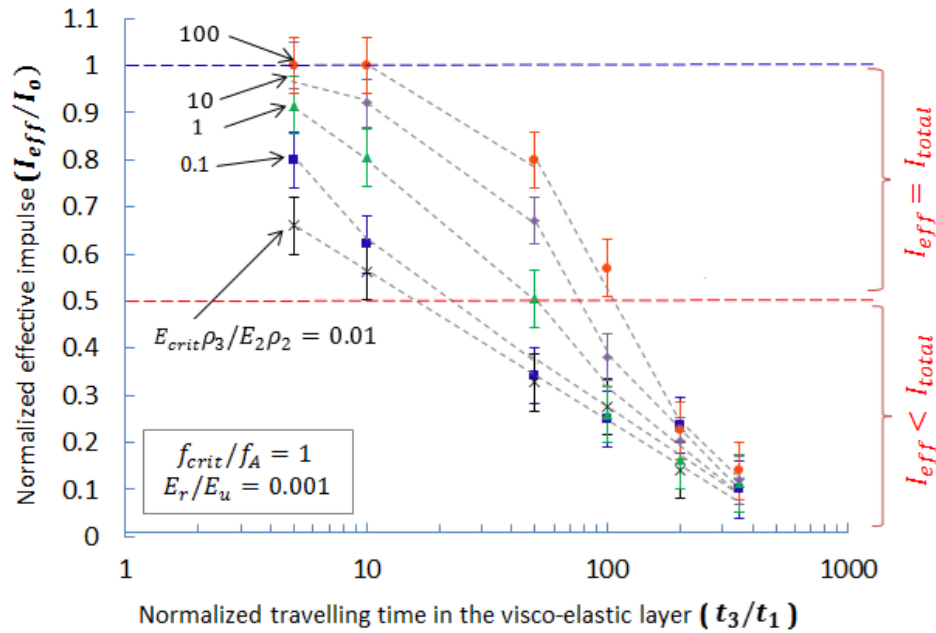 1.1
1
0.9
0.8
0.7
0.6
0.5
0.4
0.3
0.2
0.1
0
Normalized effective impulse (I_eff/I_o)
100
10
1
0.1
E_crit ρ_3/E_2 ρ_2 = 0.01
f_crit/f_A = 1
E_r/E_u = 0.001
I_eff = I_total
I_eff < I_total
1 10 100 1000
Normalized travelling time in the visco-elastic layer (t_3/t_1)